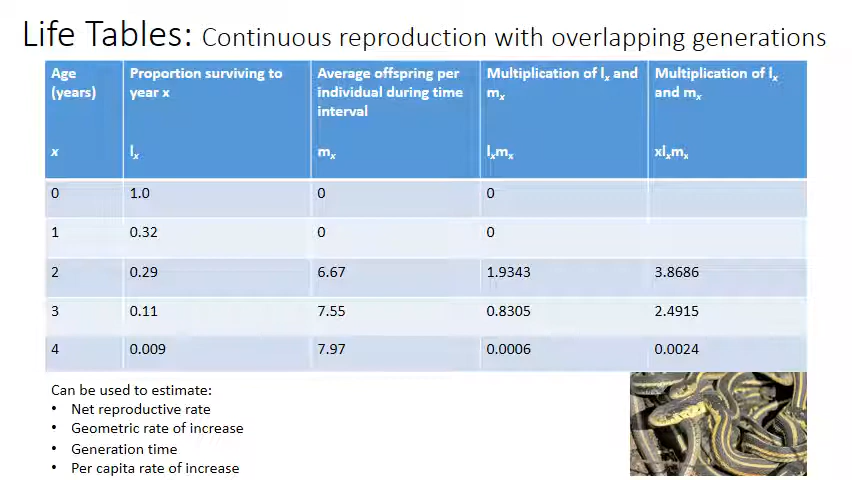 Life Tables: Continuous reproduction with overlapping generations
Age (years) x | Proportion surviving to year x lₓ | Average offspring per individual during time interval mₓ | Multiplication of lₓ and mₓ lₓmₓ | Multiplication of lₓ and mₓ xlₓmₓ
0 | 1.0 | 0 | 0 |
1 | 0.32 | 0 | 0 |
2 | 0.29 | 6.67 | 1.9343 | 3.8686
3 | 0.11 | 7.55 | 0.8305 | 2.4915
4 | 0.009 | 7.97 | 0.0006 | 0.0024
Can be used to estimate:
• Net reproductive rate
• Geometric rate of increase
• Generation time
• Per capita rate of increase